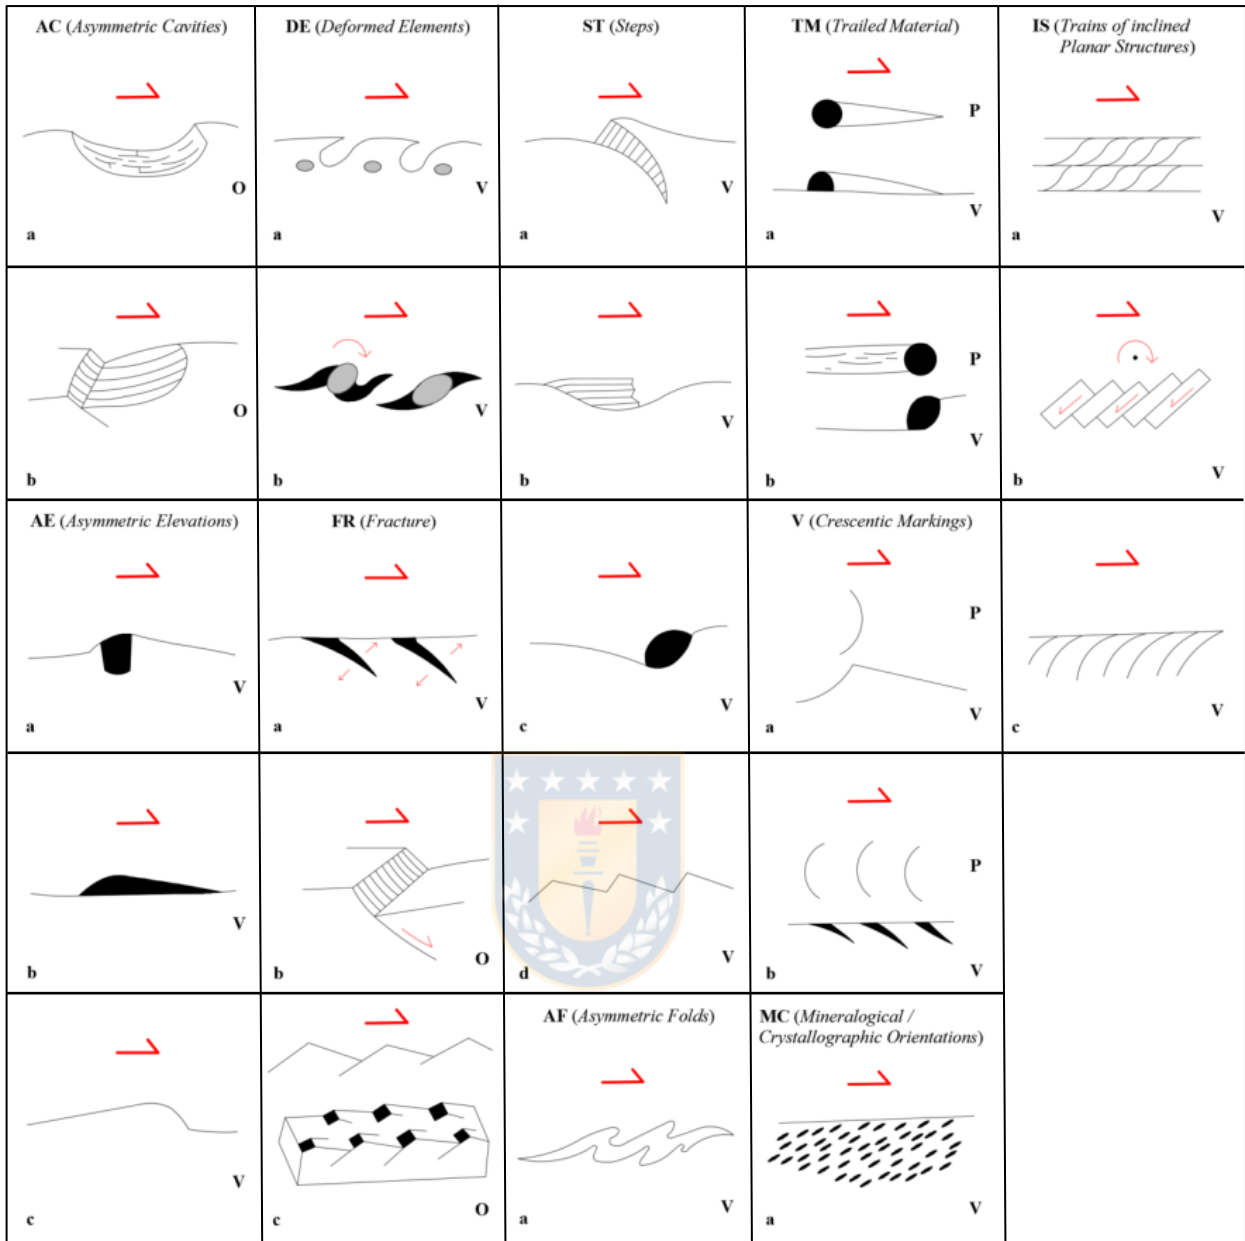 AC (Asymmetric Cavities)
O
a
DE (Deformed Elements)
V
a
ST (Steps)
V
a
TM (Trailed Material)
P
V
a
IS (Trains of inclined
Planar Structures)
V
a
O
b
V
b
V
b
P
V
b
V
b
AE (Asymmetric Elevations)
V
a
FR (Fracture)
V
a
V
c
V (Crescentic Markings)
P
V
a
V
c
V
b
O
b
V
d
P
V
b
V
c
O
c
AF (Asymmetric Folds)
V
a
MC (Mineralogical /
Crystallographic Orientations)
V
a